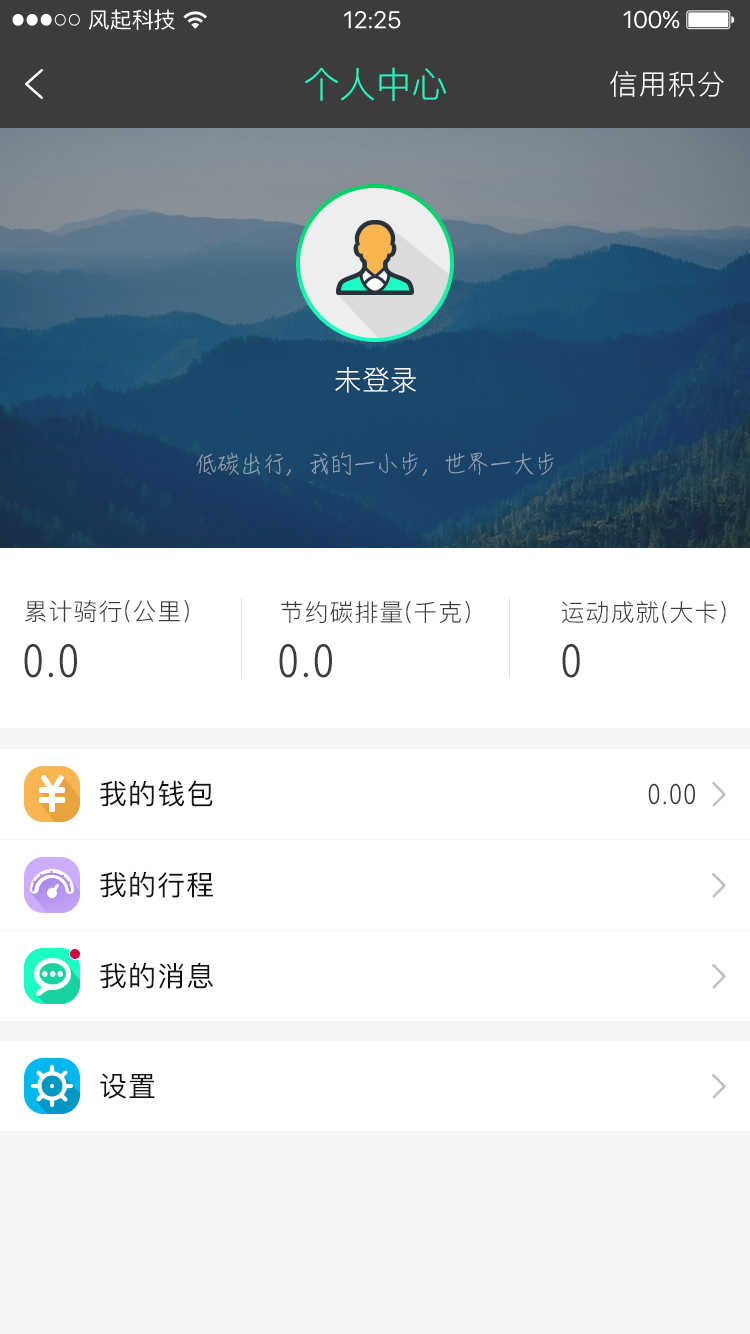 风起科技 12:25 100%
个人中心 信用积分
未登录
低碳出行，我的一小步，世界一大步
累计骑行(公里) 节约碳排量(千克) 运动成就(大卡)
0.0 0.0 0
¥ 我的钱包 0.00
我的行程
我的消息
设置